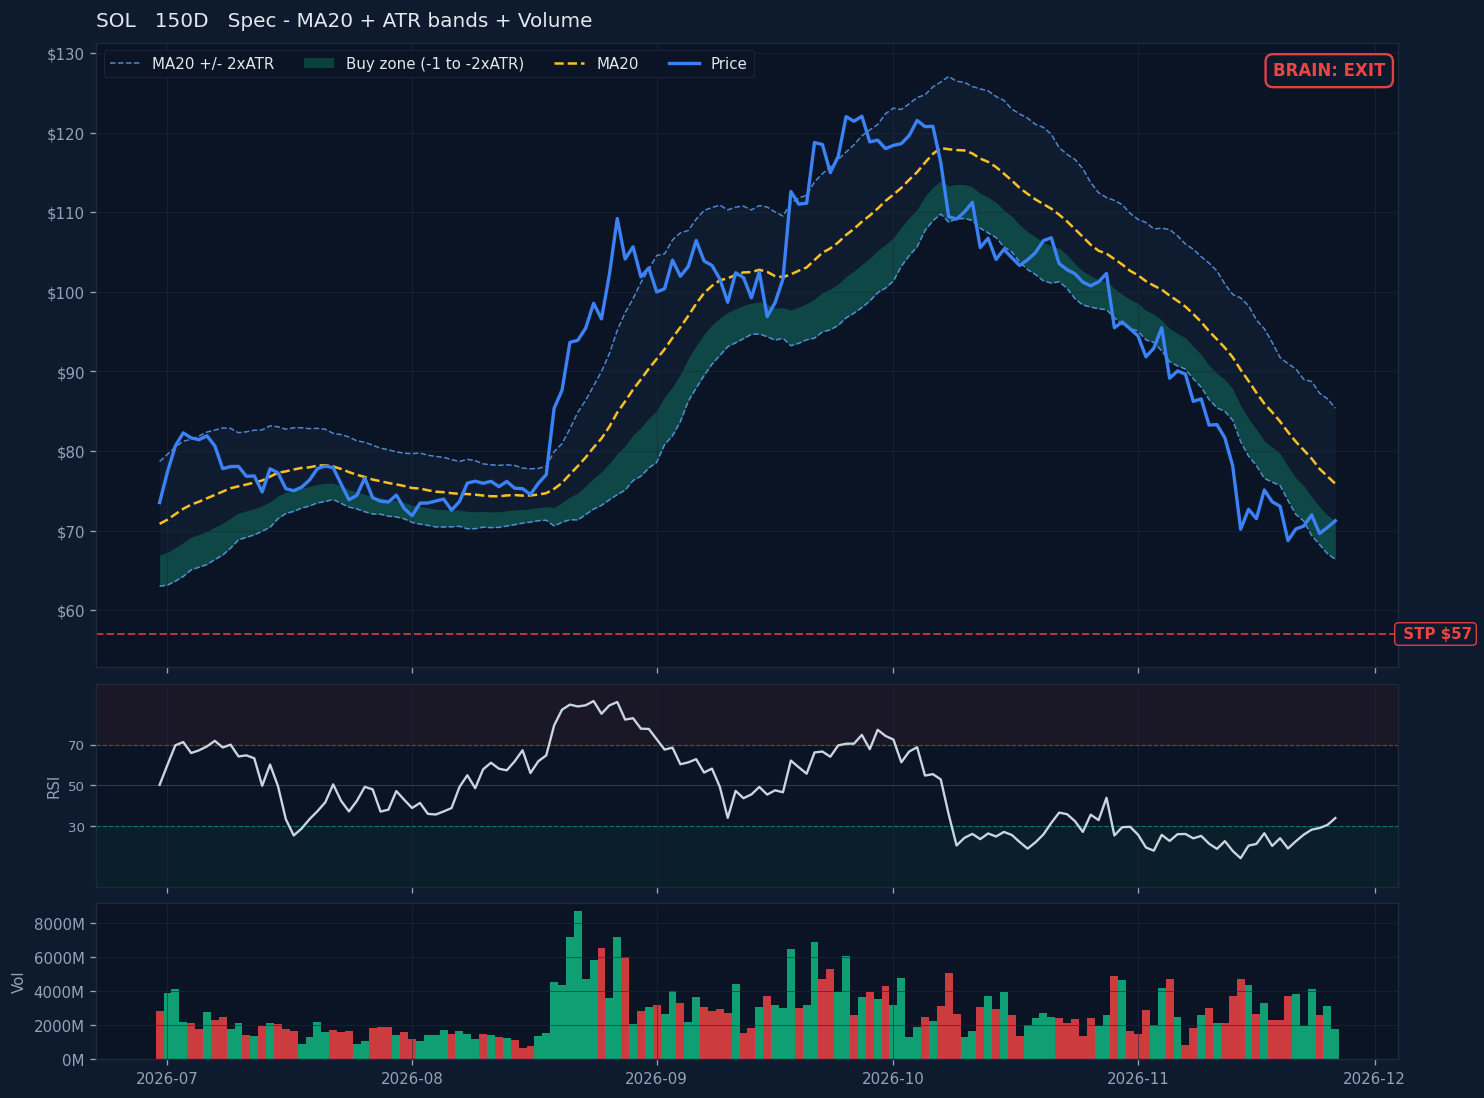 SOL   150D   Spec - MA20 + ATR bands + Volume
MA20 +/- 2xATR
Buy zone (-1 to -2xATR)
MA20
Price
BRAIN: EXIT
$130
$120
$110
$100
$90
$80
$70
$60
STP $57
RSI
70
50
30
Vol
8000M
6000M
4000M
2000M
0M
2026-07
2026-08
2026-09
2026-10
2026-11
2026-12